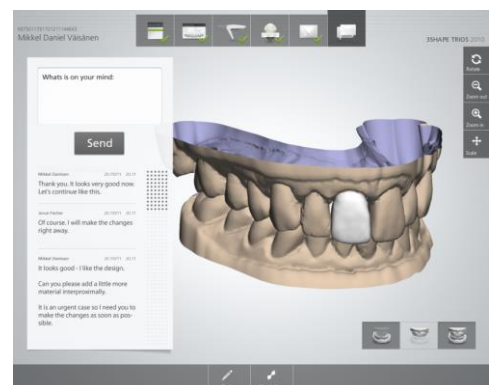 Mikkel Daniel Väisänen
3SHAPE TRIOS 2010
Whats is on your mind:
Send
Thank you. It looks very good now.
Let's continue like this.
Of course. I will make the changes
right away.
It looks good - I like the design.
Can you please add a little more
material interproximally.
It is an urgent case so I need you to
make the changes as soon as pos-
sible.
Rotate
Zoom out
Zoom in
Scale